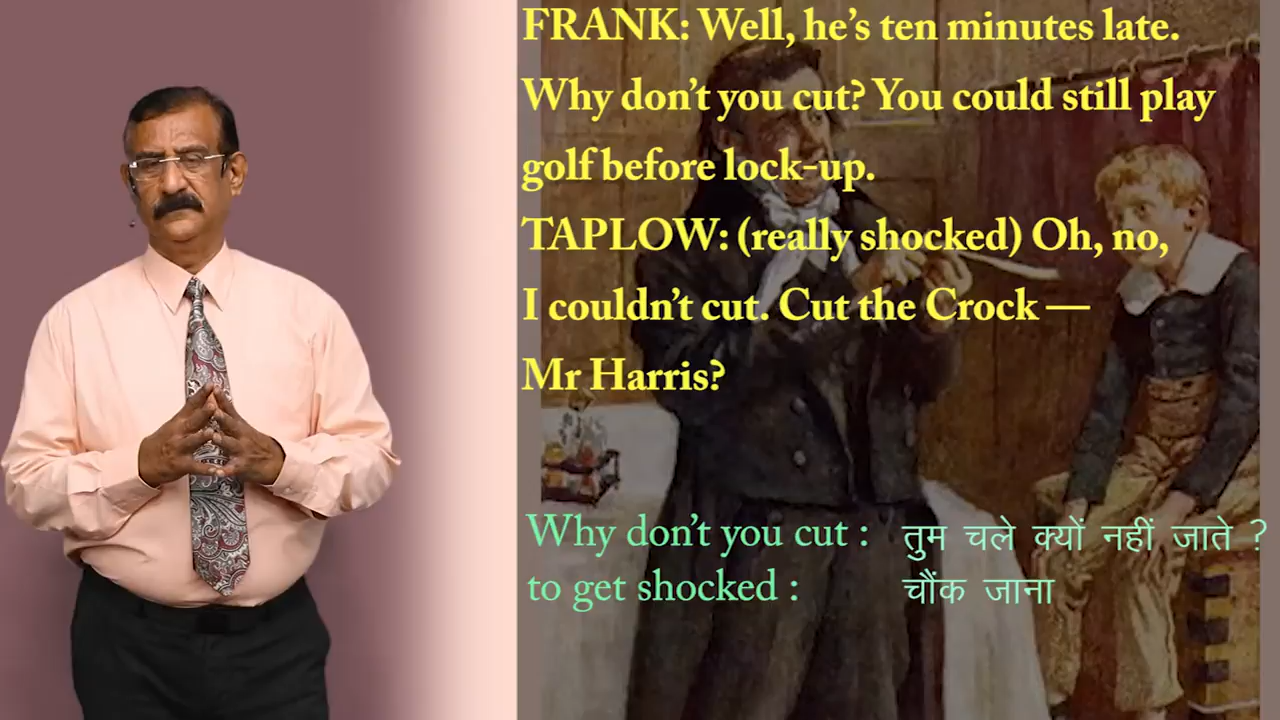 FRANK: Well, he’s ten minutes late.
Why don’t you cut? You could still play
golf before lock-up.
TAPLOW: (really shocked) Oh, no,
I couldn’t cut. Cut the Crock —
Mr Harris?
Why don’t you cut : तुम चले क्यों नहीं जाते ?
to get shocked : चौंक जाना